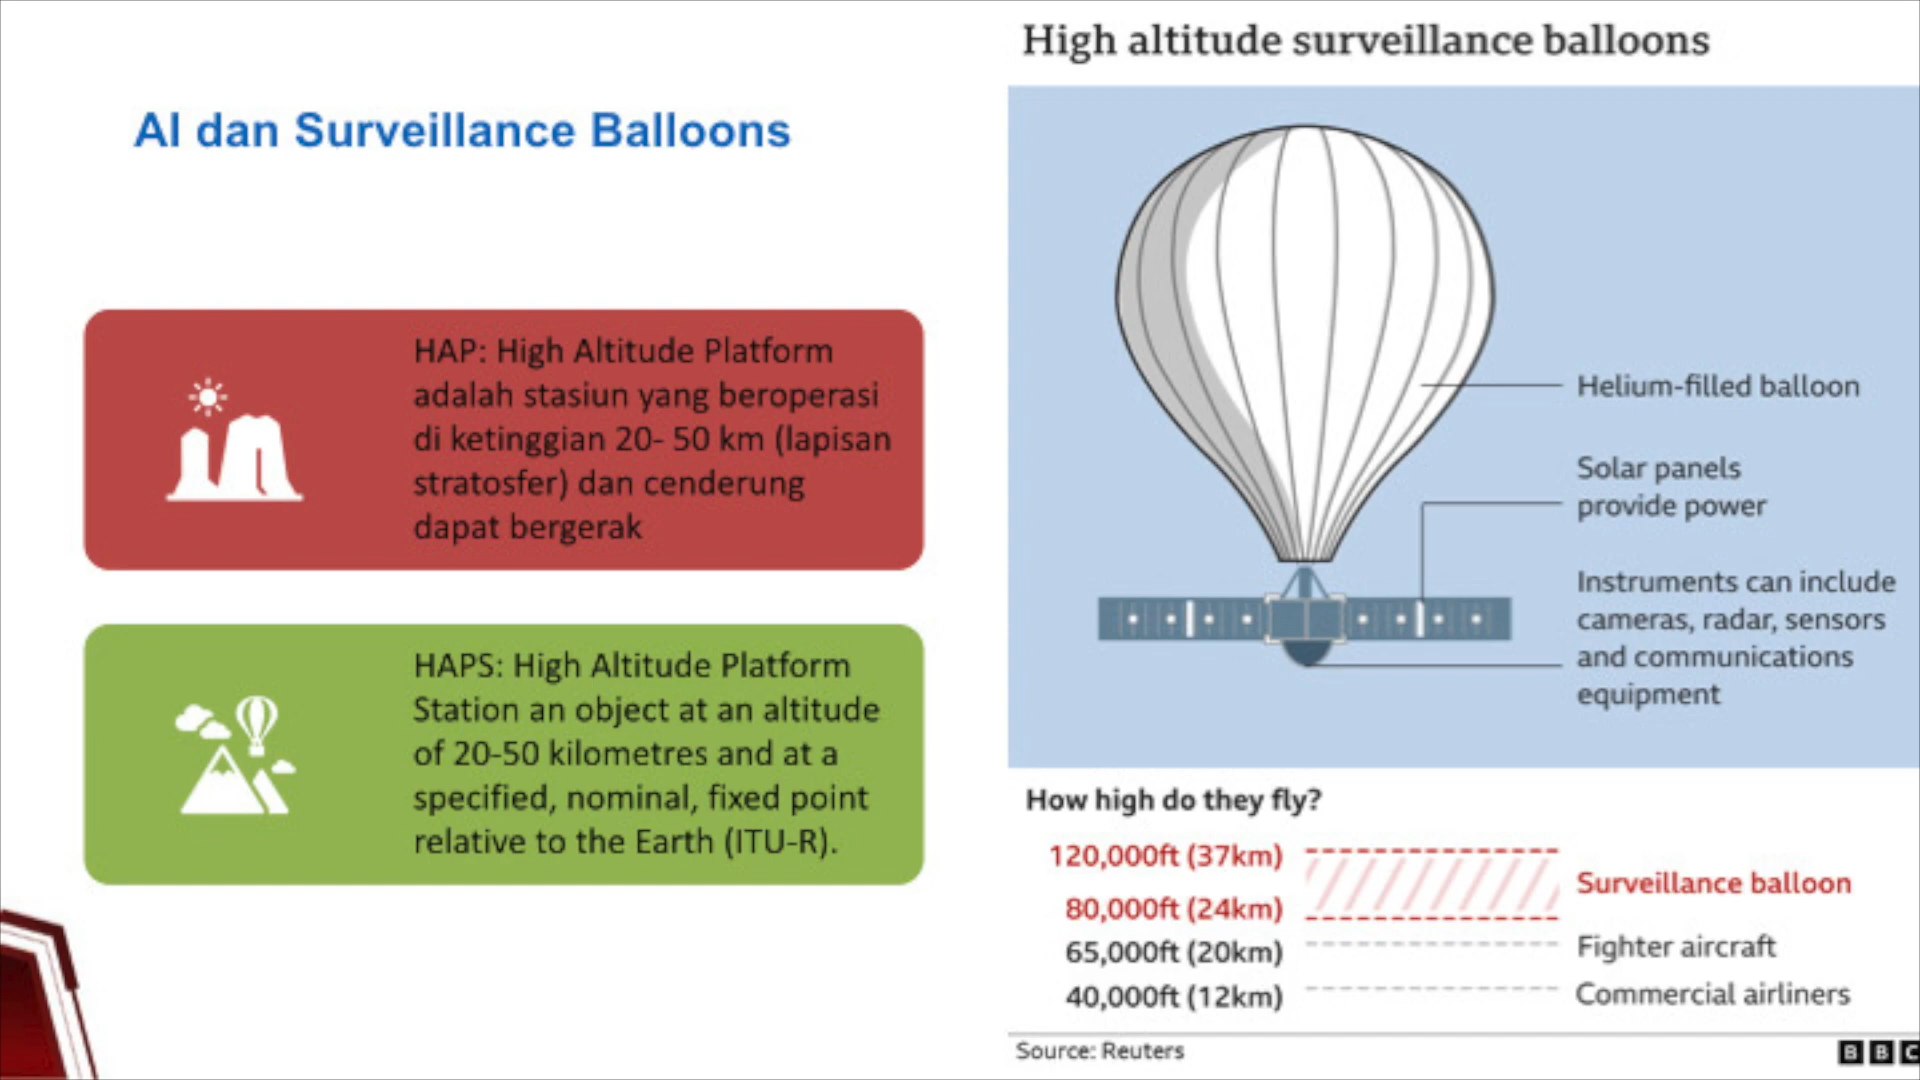 AI dan Surveillance Balloons
HAP: High Altitude Platform
adalah stasiun yang beroperasi
di ketinggian 20- 50 km (lapisan
stratosfer) dan cenderung
dapat bergerak
HAPS: High Altitude Platform
Station an object at an altitude
of 20-50 kilometres and at a
specified, nominal, fixed point
relative to the Earth (ITU-R).
High altitude surveillance balloons
Helium-filled balloon
Solar panels
provide power
Instruments can include
cameras, radar, sensors
and communications
equipment
How high do they fly?
120,000ft (37km)
80,000ft (24km)
Surveillance balloon
65,000ft (20km) Fighter aircraft
40,000ft (12km) Commercial airliners
Source: Reuters
BBC